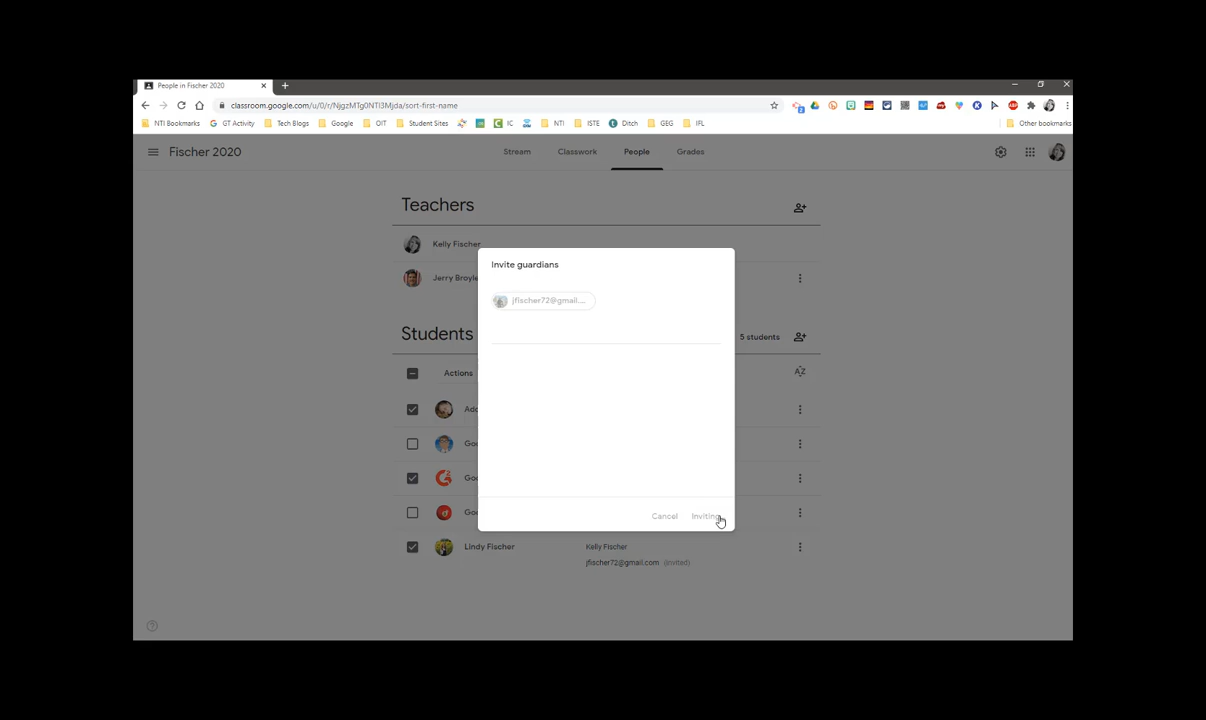 People in Fischer 2020
classroom.google.com/u/0/r/NjgzMTg0NTI3Mjda/sort-first-name
NTI Bookmarks GT Activity Tech Blogs Google OIT Student Sites IC NTI ISTE Ditch GEG IFL Other bookmarks
Fischer 2020 Stream Classwork People Grades
Teachers
Kelly Fischer
Jerry Broyle
Invite guardians
jfischer72@gmail....
Students 5 students
Actions
Cancel Inviting
Lindy Fischer Kelly Fischer
jfischer72@gmail.com (invited)